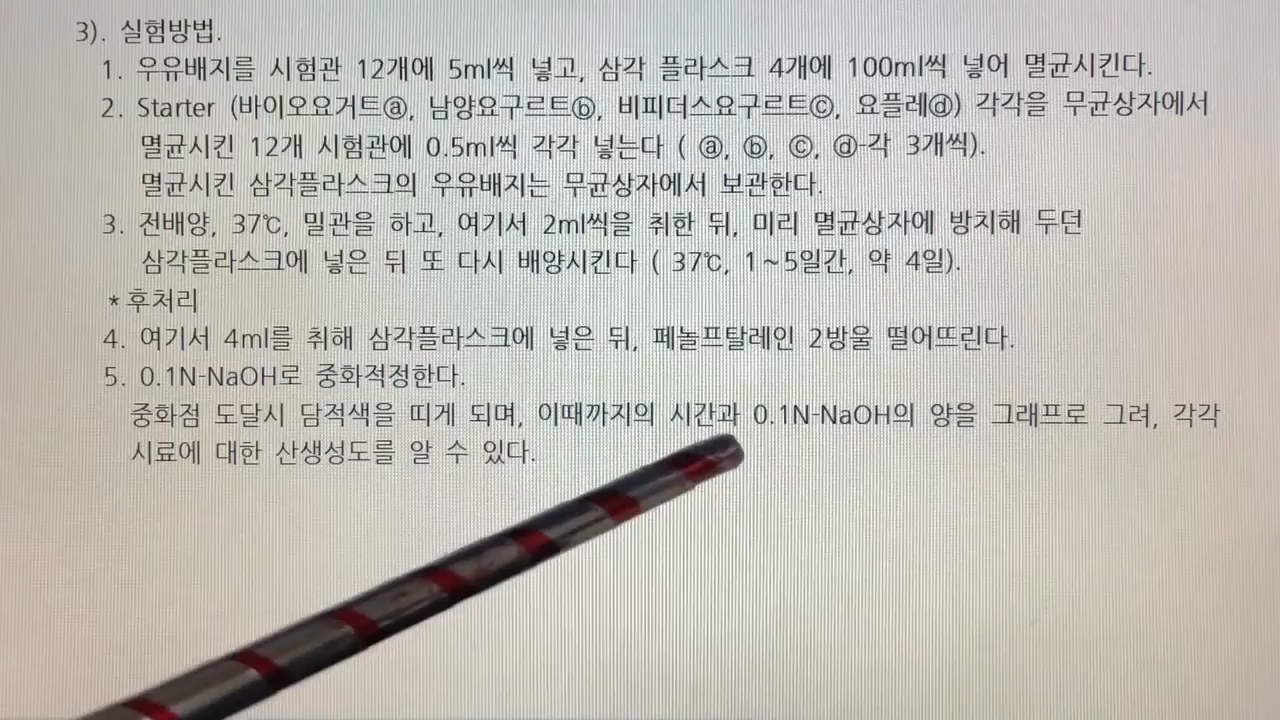 3). 실험방법.
1. 우유배지를 시험관 12개에 5ml씩 넣고, 삼각 플라스크 4개에 100ml씩 넣어 멸균시킨다.
2. Starter (바이오요거트ⓐ, 남양요구르트ⓑ, 비피더스요구르트ⓒ, 요플레ⓓ) 각각을 무균상자에서
멸균시킨 12개 시험관에 0.5ml씩 각각 넣는다 ( ⓐ, ⓑ, ⓒ, ⓓ-각 3개씩).
멸균시킨 삼각플라스크의 우유배지는 무균상자에서 보관한다.
3. 전배양, 37℃, 밀관을 하고, 여기서 2ml씩을 취한 뒤, 미리 멸균상자에 방치해 두던
삼각플라스크에 넣은 뒤 또 다시 배양시킨다 ( 37℃, 1~5일간, 약 4일).
*후처리
4. 여기서 4ml를 취해 삼각플라스크에 넣은 뒤, 페놀프탈레인 2방울 떨어뜨린다.
5. 0.1N-NaOH로 중화적정한다.
중화점 도달시 담적색을 띠게 되며, 이때까지의 시간과 0.1N-NaOH의 양을 그래프로 그려, 각각
시료에 대한 산생성도를 알 수 있다.